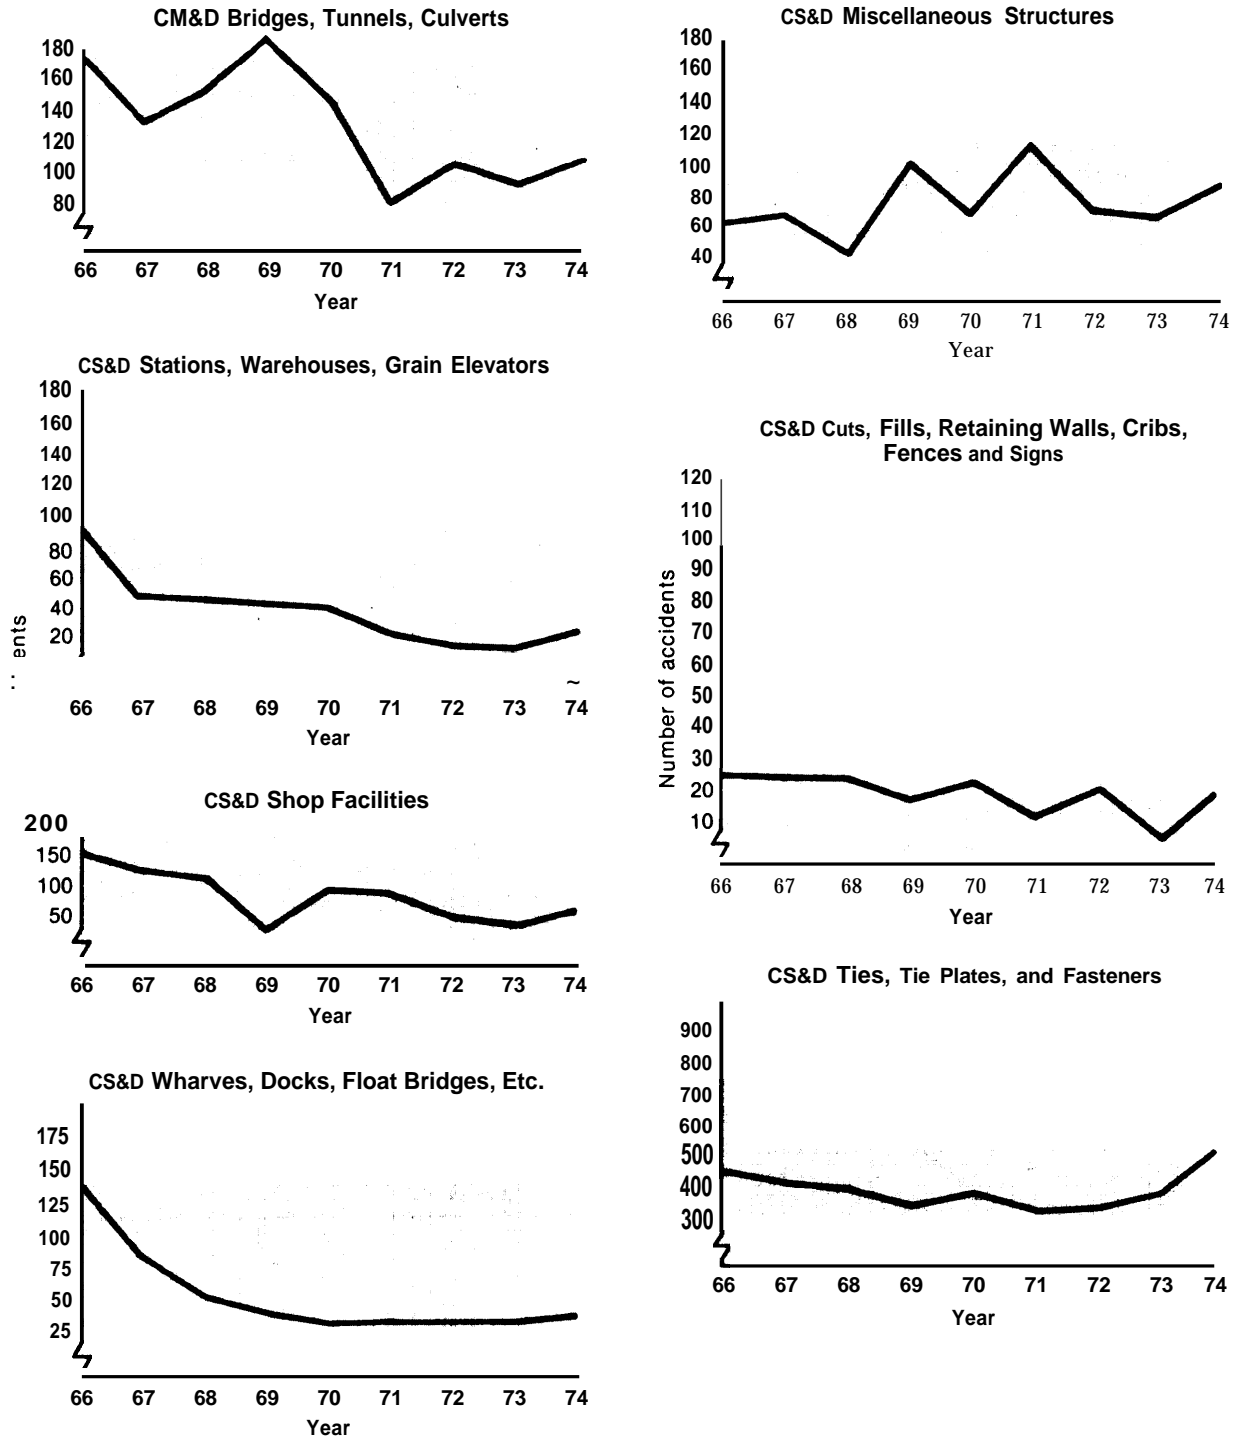 CM&D Bridges, Tunnels, Culverts
180
160
140
120
100
80
66 67 68 69 70 71 72 73 74
Year
CS&D Stations, Warehouses, Grain Elevators
180
160
140
120
100
80
60
40
20
ents
66 67 68 69 70 71 72 73 74
Year
CS&D Shop Facilities
200
150
100
50
66 67 68 69 70 71 72 73 74
Year
CS&D Wharves, Docks, Float Bridges, Etc.
175
150
125
100
75
50
25
66 67 68 69 70 71 72 73 74
Year
CS&D Miscellaneous Structures
180
160
140
120
100
80
60
40
66 67 68 69 70 71 72 73 74
Year
CS&D Cuts, Fills, Retaining Walls, Cribs,
Fences and Signs
120
110
100
90
80
70
60
50
40
30
20
10
Number of accidents
66 67 68 69 70 71 72 73 74
Year
CS&D Ties, Tie Plates, and Fasteners
900
800
700
600
500
400
300
66 67 68 69 70 71 72 73 74
Year